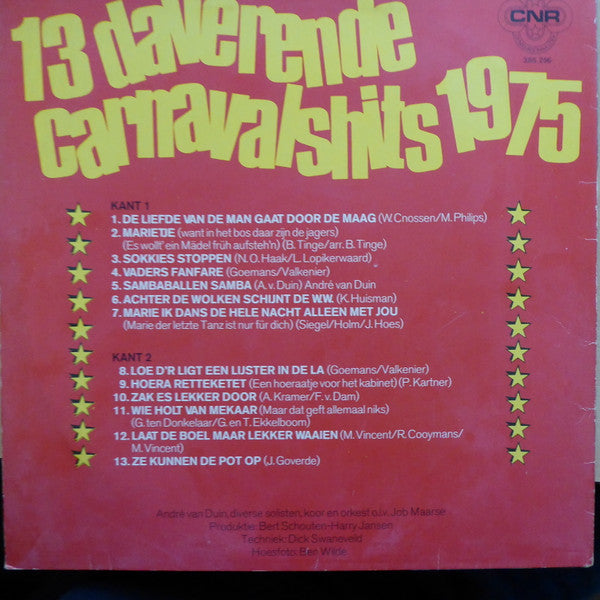 13 daverende
carnavalshits 1975
CNR
KANT 1
1. DE LIEFDE VAN DE MAN GAAT DOOR DE MAAG (W. Cnossen/M. Philips)
2. MARIETJE (want in het bos daar zijn de jagers)
(Es wollt' ein Mädel früh aufsteh'n) (B. Tinge/arr. B. Tinge)
3. SOKKIES STOPPEN (N.O. Haak/L. Lopikerwaard)
4. VADERS FANFARE (Goemans/Valkenier)
5. SAMBABALLEN SAMBA (A. v. Duin) André van Duin
6. ACHTER DE WOLKEN SCHIJNT DE W.W. (K. Huisman)
7. MARIE IK DANS DE HELE NACHT ALLEEN MET JOU
(Marie der letzte Tanz ist nur für dich) (Siegel/Holm/J. Hoes)
KANT 2
8. LOE D'R LIGT EEN LIJSTER IN DE LA (Goemans/Valkenier)
9. HOERA RETTEKETET (Een hoeraatje voor het kabinet) (P. Kartner)
10. ZAK ES LEKKER DOOR (A. Kramer/F. v. Dam)
11. WIE HOLT VAN MEKAAR (Maar dat geft allemaal niks)
(G. ten Donkelaar/G. en T. Ekkelboom)
12. LAAT DE BOEL MAAR LEKKER WAAIEN (M. Vincent/R. Cooymans/
M. Vincent)
13. ZE KUNNEN DE POT OP (J. Goverde)
André van Duin, diverse solisten, koor en orkest o.l.v. Job Maarse
Produktie: Bert Schouten-Harry Jansen
Techniek: Dick Swaneveld
Hoesfoto: Ben Wilde